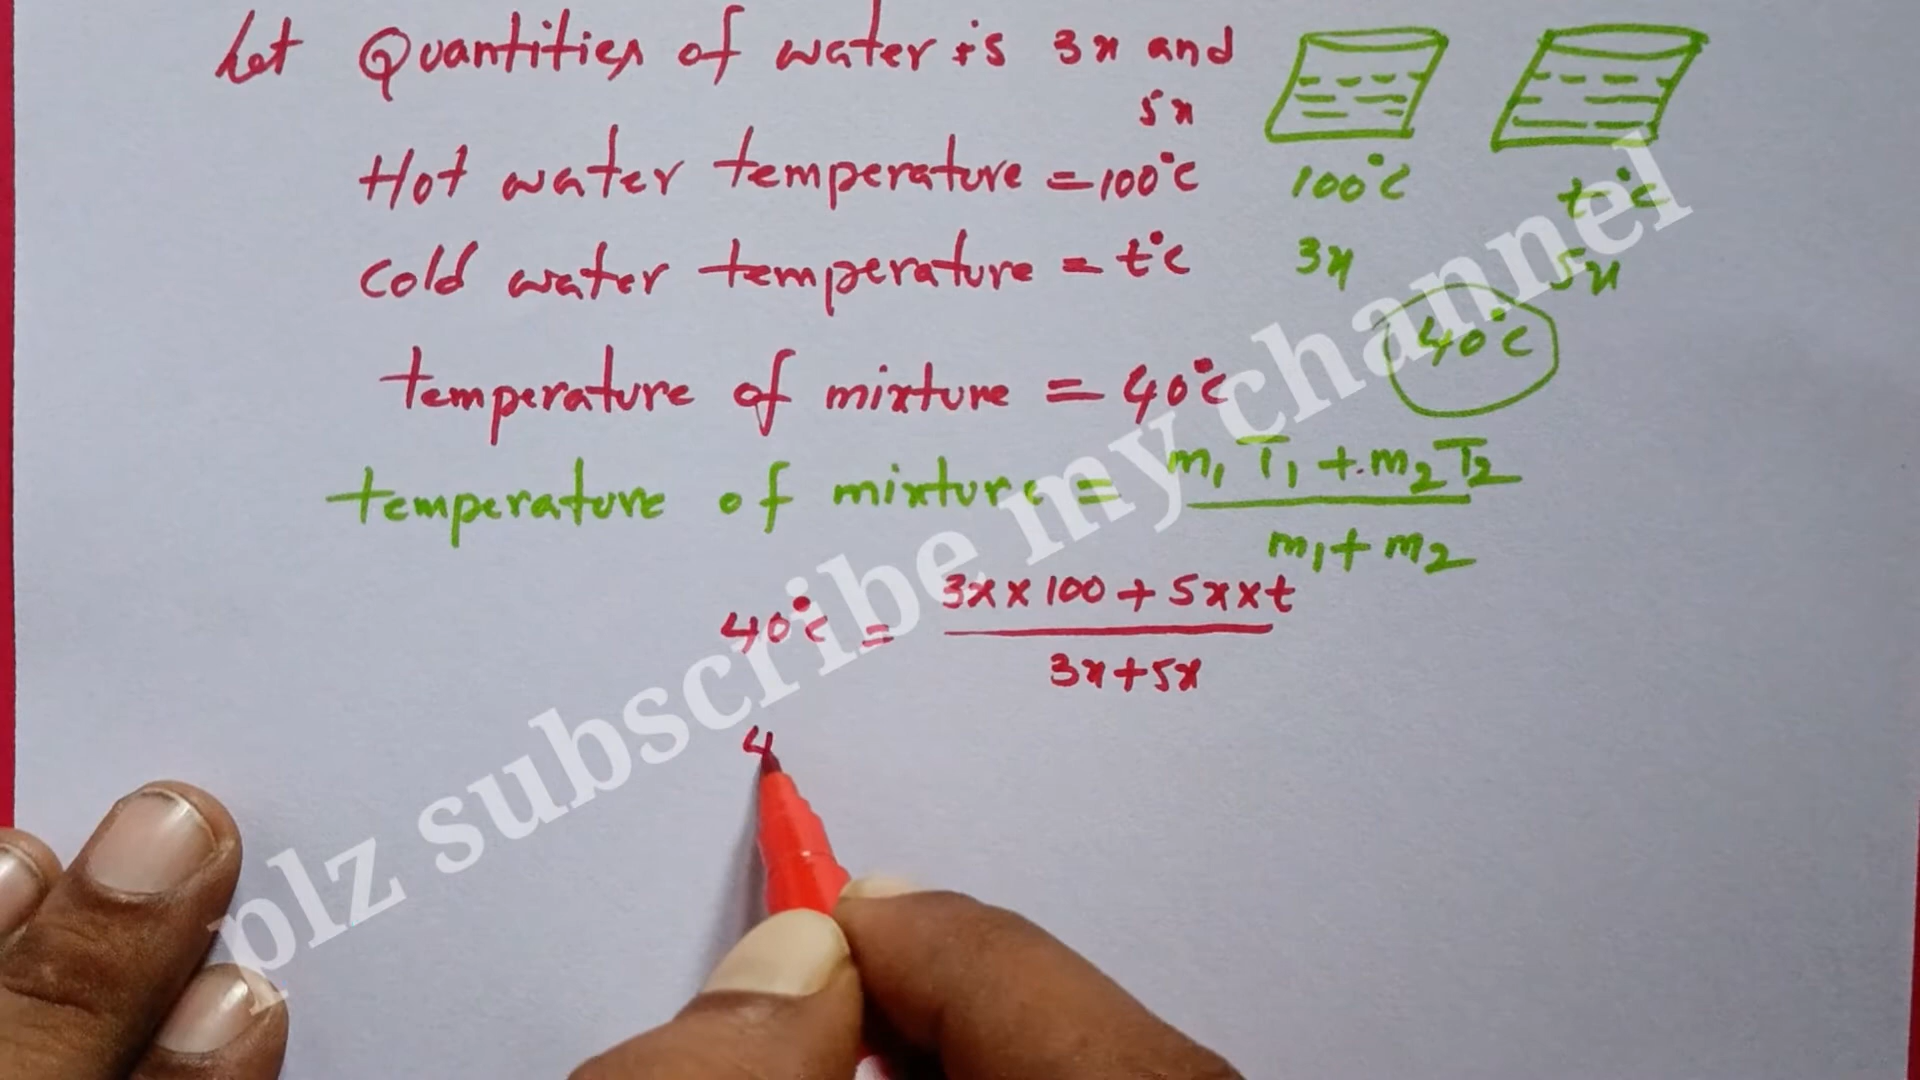 Let Quantities of water is 3x and
5x
Hot water temperature = 100°c
cold water temperature = t°c
temperature of mixture = 40°c
100°c t°c
3x 5x
40°c
temperature of mixture = m1 T1 + m2 T2
m1 + m2
40°c = 3x x 100 + 5x x t
3x + 5x
4
plz subscribe my channel